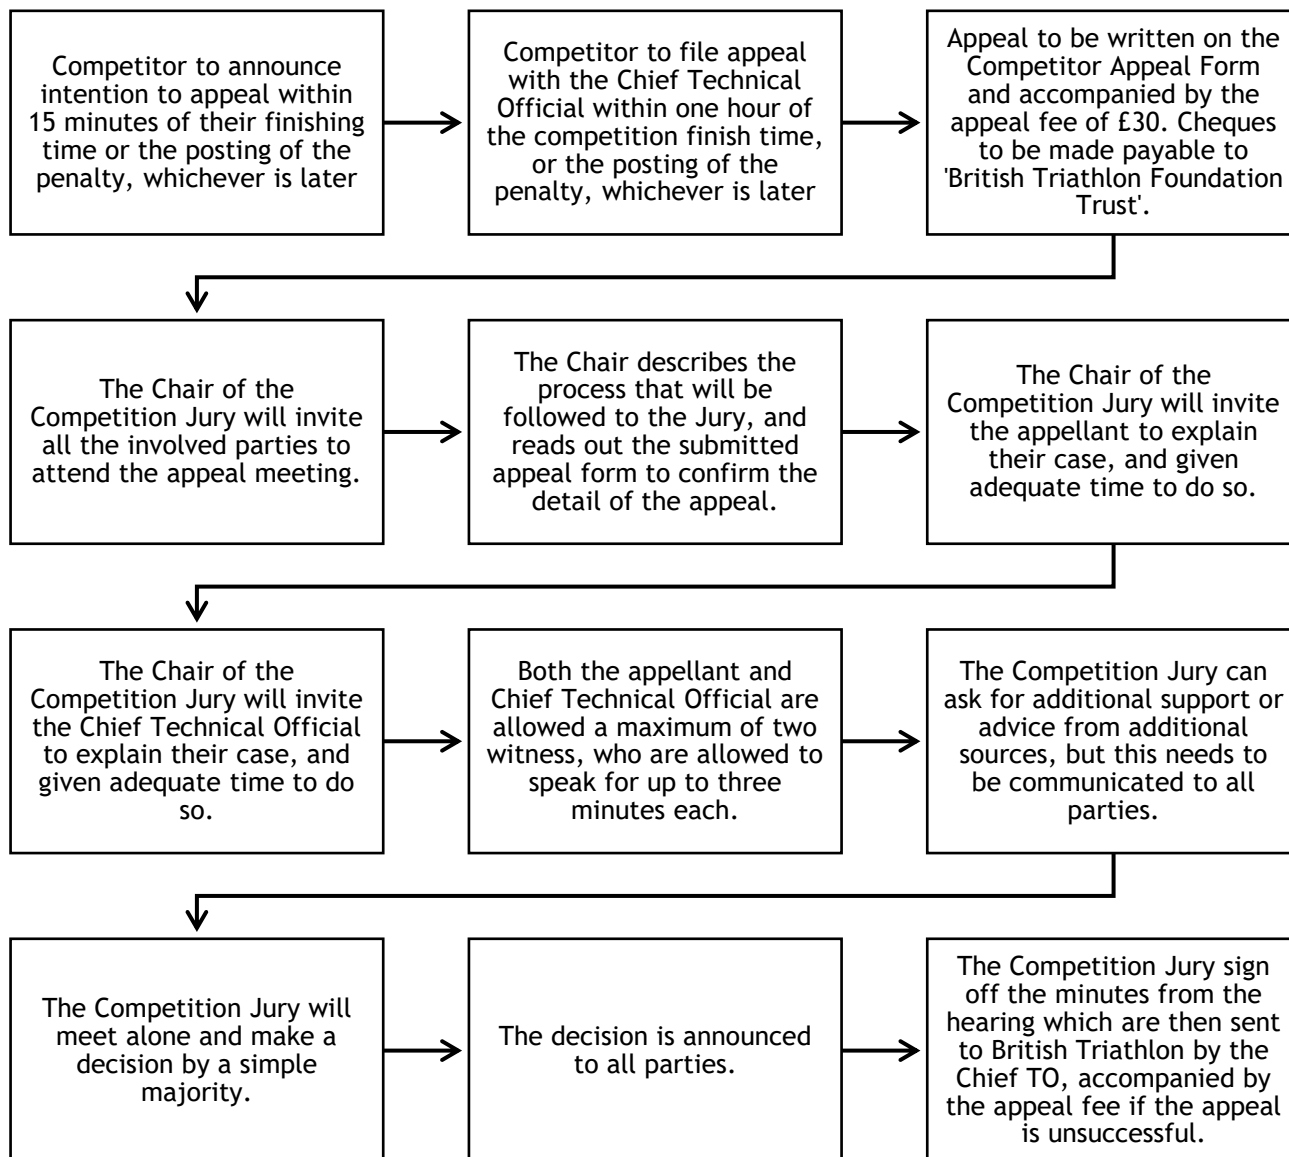 Competitor to announce
intention to appeal within
15 minutes of their finishing
time or the posting of the
penalty, whichever is later
Competitor to file appeal
with the Chief Technical
Official within one hour of
the competition finish time,
or the posting of the
penalty, whichever is later
Appeal to be written on the
Competitor Appeal Form
and accompanied by the
appeal fee of £30. Cheques
to be made payable to
'British Triathlon Foundation
Trust'.
The Chair of the
Competition Jury will invite
all the involved parties to
attend the appeal meeting.
The Chair describes the
process that will be
followed to the Jury, and
reads out the submitted
appeal form to confirm the
detail of the appeal.
The Chair of the
Competition Jury will invite
the appellant to explain
their case, and given
adequate time to do so.
The Chair of the
Competition Jury will invite
the Chief Technical Official
to explain their case, and
given adequate time to do
so.
Both the appellant and
Chief Technical Official are
allowed a maximum of two
witness, who are allowed to
speak for up to three
minutes each.
The Competition Jury can
ask for additional support or
advice from additional
sources, but this needs to
be communicated to all
parties.
The Competition Jury will
meet alone and make a
decision by a simple
majority.
The decision is announced
to all parties.
The Competition Jury sign
off the minutes from the
hearing which are then sent
to British Triathlon by the
Chief TO, accompanied by
the appeal fee if the appeal
is unsuccessful.